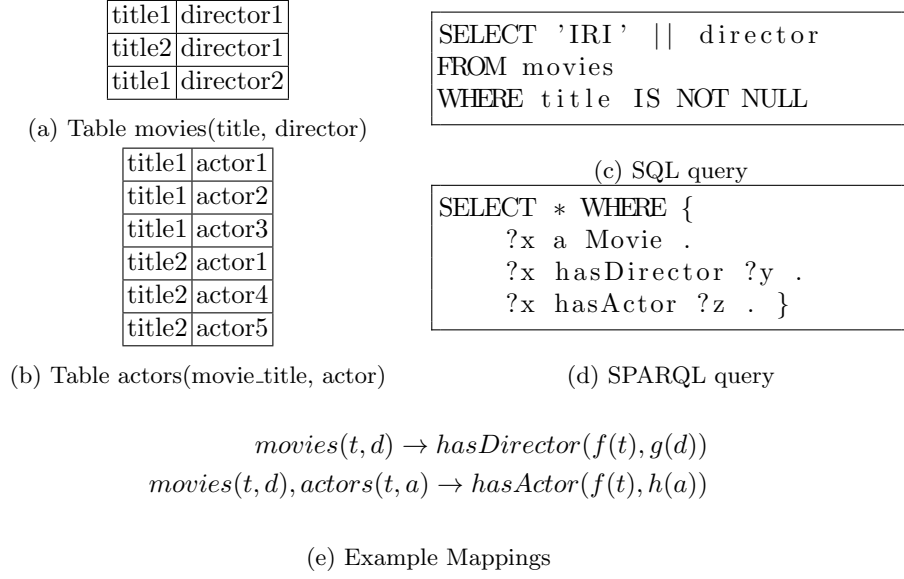 title1 director1
title2 director1
title1 director2
(a) Table movies(title, director)
title1 actor1
title1 actor2
title1 actor3
title2 actor1
title2 actor4
title2 actor5
(b) Table actors(movie_title, actor)
SELECT 'IRI' || director
FROM movies
WHERE title IS NOT NULL
(c) SQL query
SELECT * WHERE {
?x a Movie .
?x hasDirector ?y .
?x hasActor ?z . }
(d) SPARQL query
movies(t, d) → hasDirector(f(t), g(d))
movies(t, d), actors(t, a) → hasActor(f(t), h(a))
(e) Example Mappings